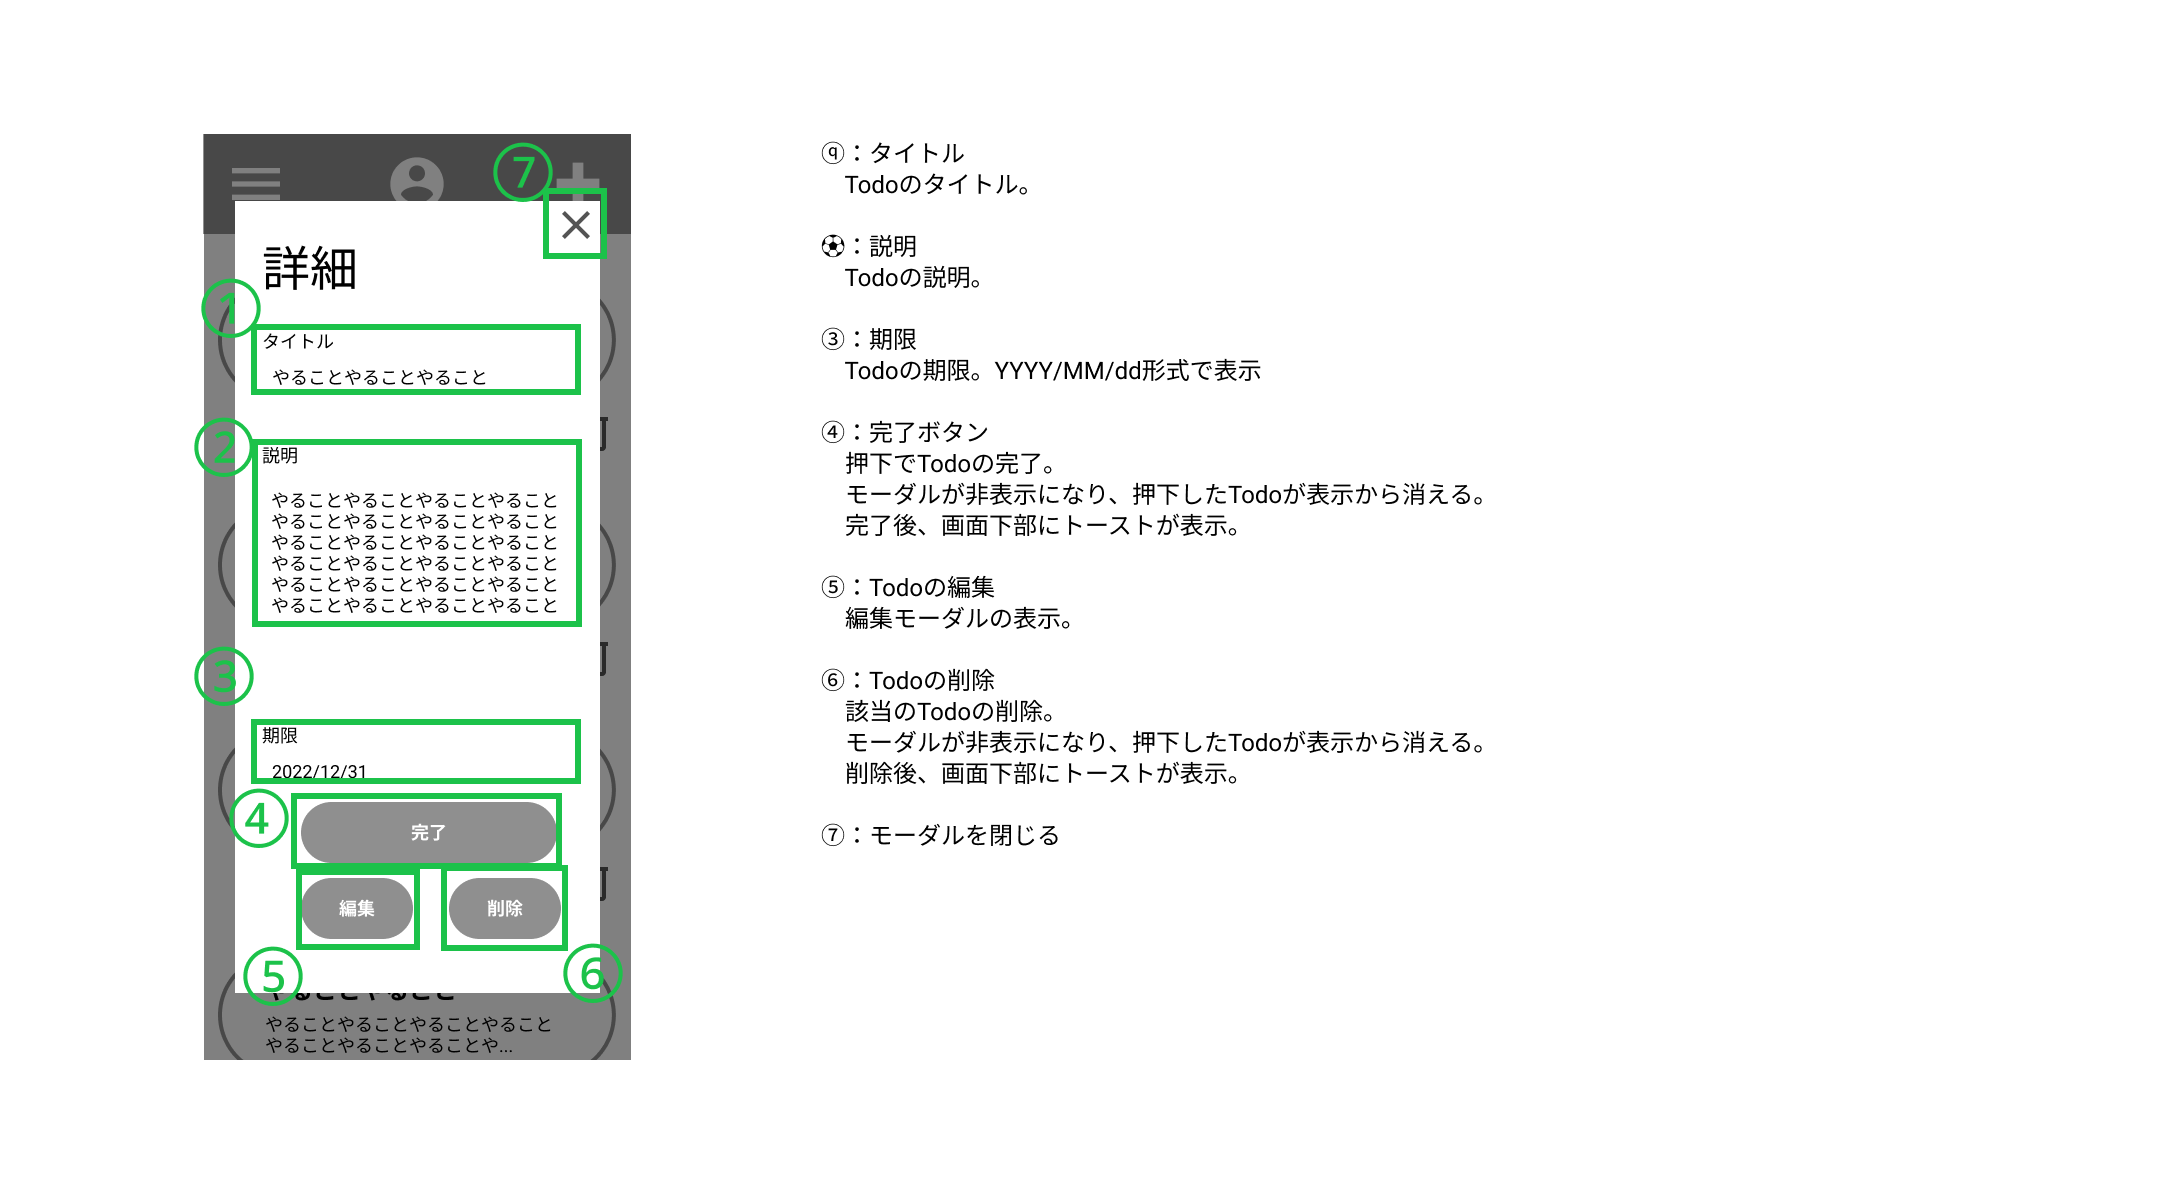 ⑦
詳細
①
タイトル
やることやることやること
②
説明
やることやることやることやること
やることやることやることやること
やることやることやることやること
やることやることやることやること
やることやることやることやること
やることやることやることやること
③
期限
2022/12/31
④
完了
編集
削除
⑤
⑥
やることやること
やることやることやることやること
やることやることやることや...
ⓠ：タイトル
Todoのタイトル。
⚽：説明
Todoの説明。
③：期限
Todoの期限。YYYY/MM/dd形式で表示
④：完了ボタン
押下でTodoの完了。
モーダルが非表示になり、押下したTodoが表示から消える。
完了後、画面下部にトーストが表示。
⑤：Todoの編集
編集モーダルの表示。
⑥：Todoの削除
該当のTodoの削除。
モーダルが非表示になり、押下したTodoが表示から消える。
削除後、画面下部にトーストが表示。
⑦：モーダルを閉じる